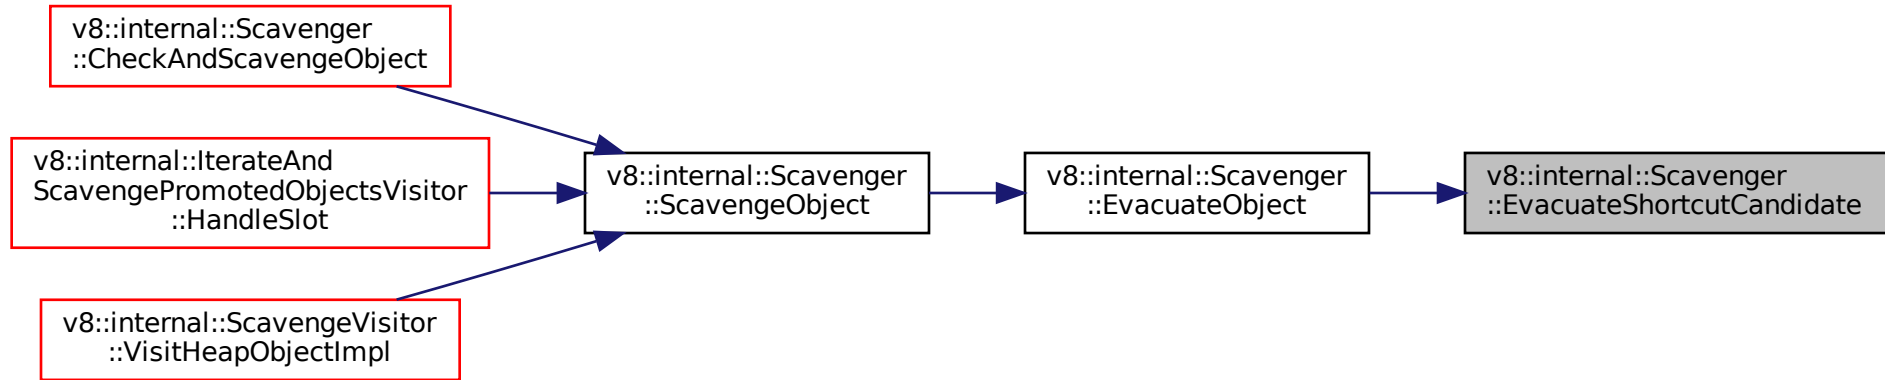 v8::internal::Scavenger
::CheckAndScavengeObject
v8::internal::IterateAnd
ScavengePromotedObjectsVisitor
::HandleSlot
v8::internal::ScavengeVisitor
::VisitHeapObjectImpl
v8::internal::Scavenger
::ScavengeObject
v8::internal::Scavenger
::EvacuateObject
v8::internal::Scavenger
::EvacuateShortcutCandidate